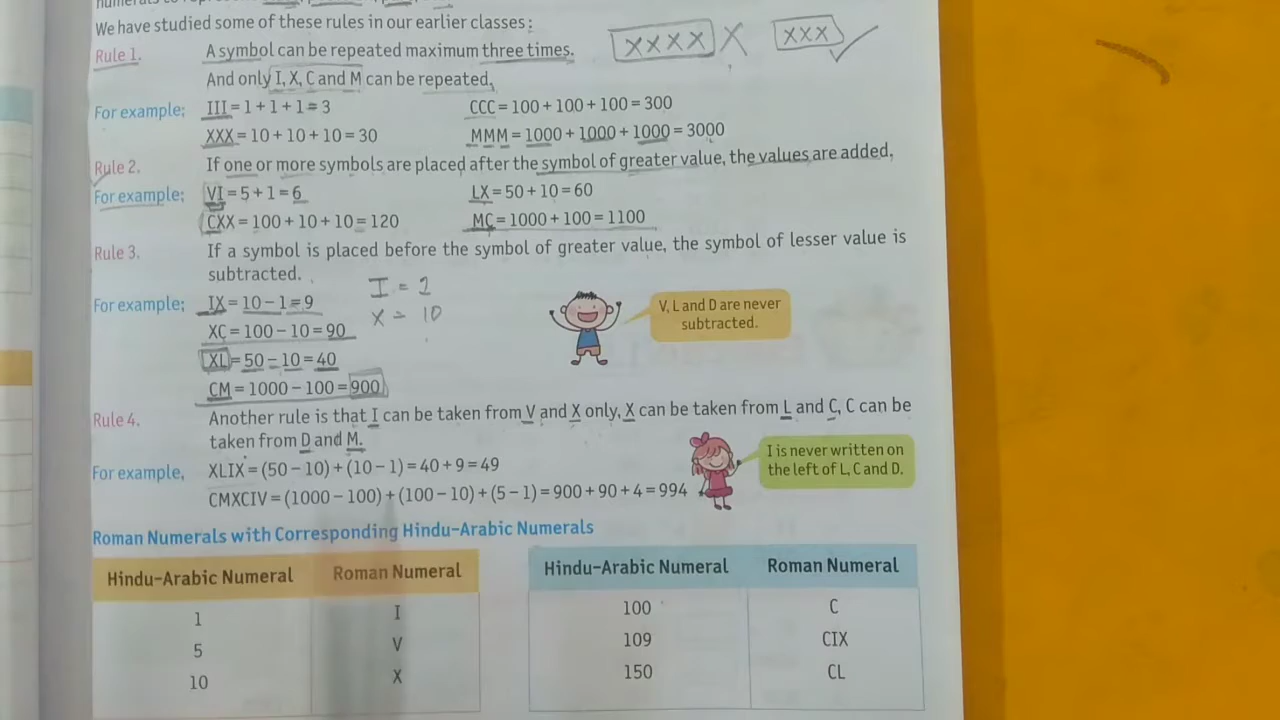 We have studied some of these rules in our earlier classes:
Rule 1. A symbol can be repeated maximum three times. XXXX X XXX
And only I, X, C and M can be repeated,
For example; III = 1 + 1 + 1 = 3 CCC = 100 + 100 + 100 = 300
XXX = 10 + 10 + 10 = 30 MMM = 1000 + 1000 + 1000 = 3000
Rule 2. If one or more symbols are placed after the symbol of greater value, the values are added,
For example; VI = 5 + 1 = 6 LX = 50 + 10 = 60
CXX = 100 + 10 + 10 = 120 MC = 1000 + 100 = 1100
Rule 3. If a symbol is placed before the symbol of greater value, the symbol of lesser value is
subtracted.
For example; IX = 10 – 1 = 9 I = 1
XC = 100 – 10 = 90 X = 10
XL = 50 – 10 = 40
CM = 1000 – 100 = 900
V, L and D are never
subtracted.
Rule 4. Another rule is that I can be taken from V and X only, X can be taken from L and C, C can be
taken from D and M.
For example, XLIX = (50 – 10) + (10 – 1) = 40 + 9 = 49
CMXCIV = (1000 – 100) + (100 – 10) + (5 – 1) = 900 + 90 + 4 = 994
I is never written on
the left of L, C and D.
Roman Numerals with Corresponding Hindu–Arabic Numerals
Hindu–Arabic Numeral Roman Numeral Hindu–Arabic Numeral Roman Numeral
1 I 100 C
5 V 109 CIX
10 X 150 CL